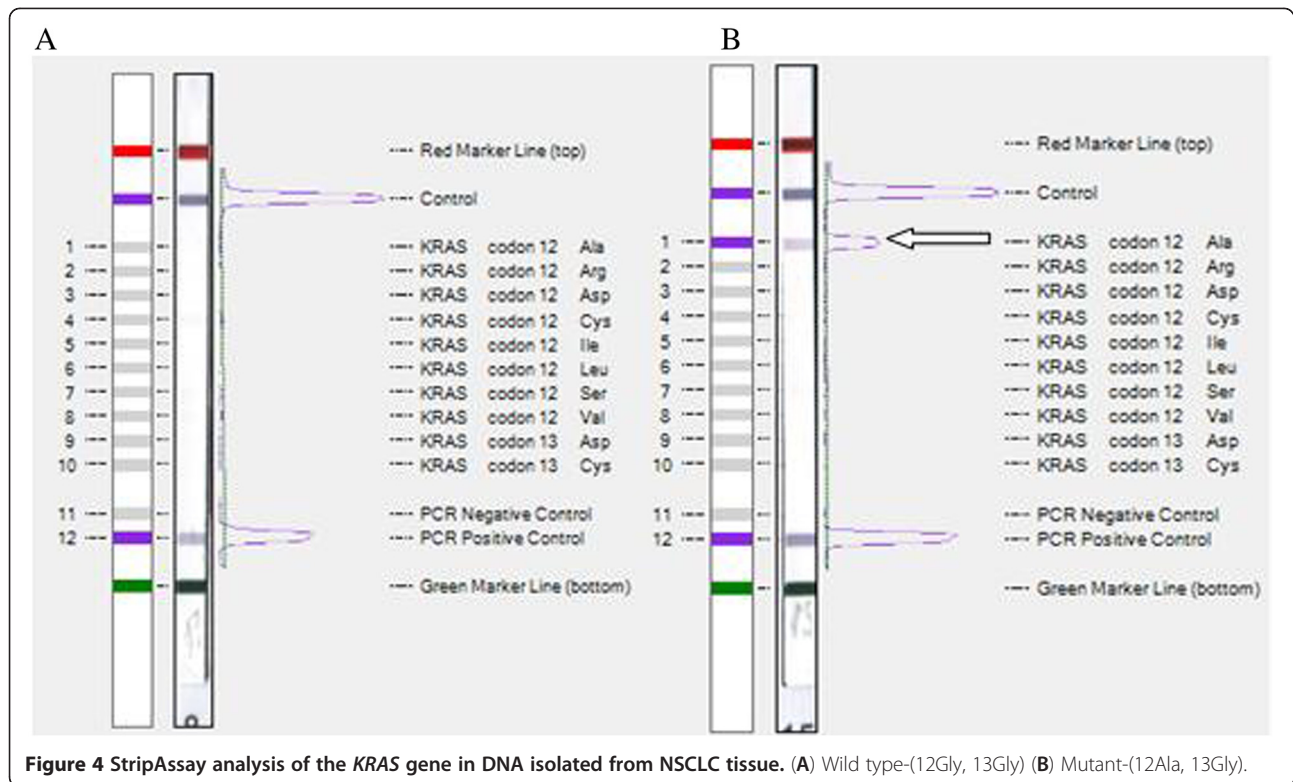 A
Red Marker Line (top)
Control
1 KRAS codon 12 Ala
2 KRAS codon 12 Arg
3 KRAS codon 12 Asp
4 KRAS codon 12 Cys
5 KRAS codon 12 Ile
6 KRAS codon 12 Leu
7 KRAS codon 12 Ser
8 KRAS codon 12 Val
9 KRAS codon 13 Asp
10 KRAS codon 13 Cys
11 PCR Negative Control
12 PCR Positive Control
Green Marker Line (bottom)
B
Red Marker Line (top)
Control
1 KRAS codon 12 Ala
2 KRAS codon 12 Arg
3 KRAS codon 12 Asp
4 KRAS codon 12 Cys
5 KRAS codon 12 Ile
6 KRAS codon 12 Leu
7 KRAS codon 12 Ser
8 KRAS codon 12 Val
9 KRAS codon 13 Asp
10 KRAS codon 13 Cys
11 PCR Negative Control
12 PCR Positive Control
Green Marker Line (bottom)
Figure 4 StripAssay analysis of the KRAS gene in DNA isolated from NSCLC tissue. (A) Wild type-(12Gly, 13Gly) (B) Mutant-(12Ala, 13Gly).